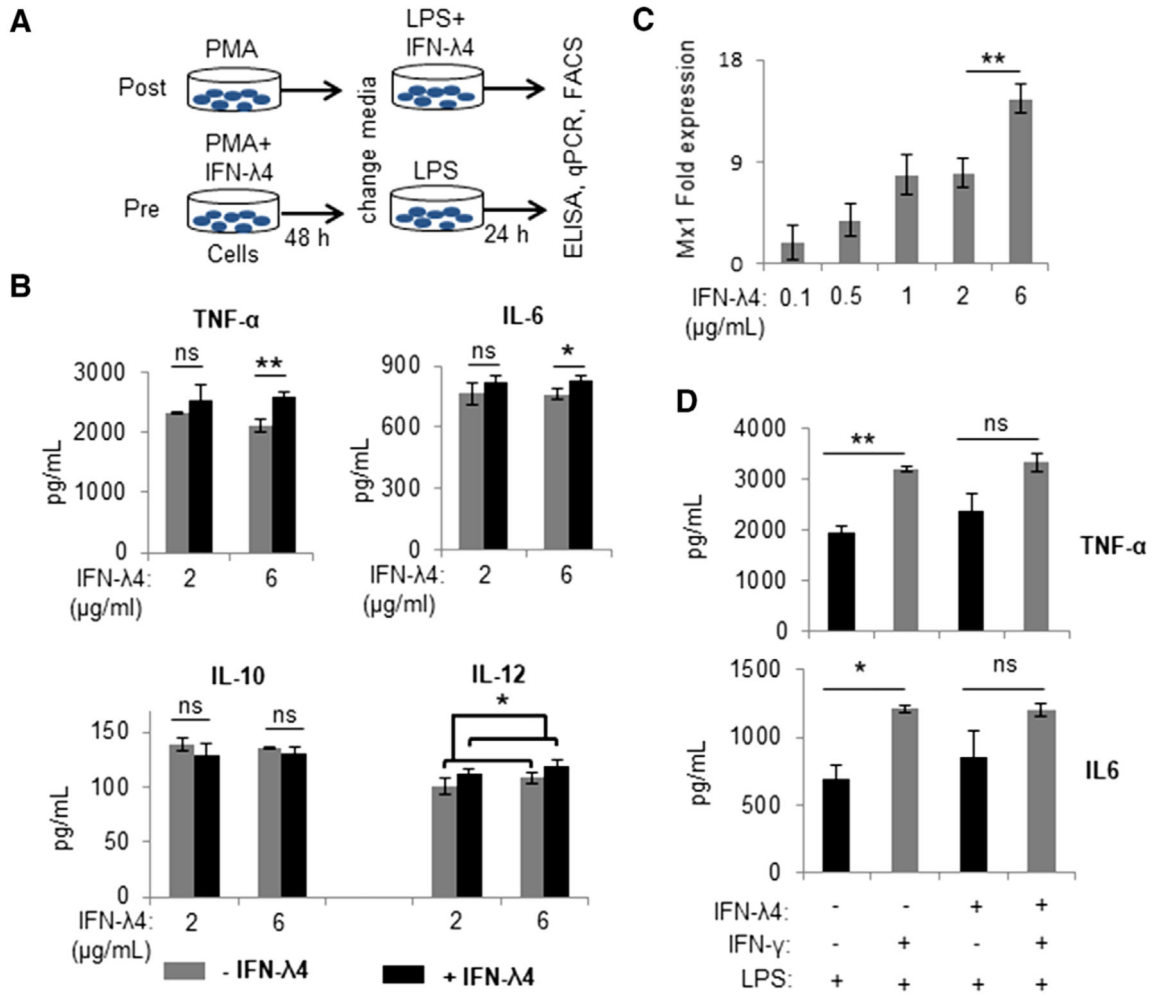 A
Post
PMA
LPS+
IFN-λ4
change media
ELISA, qPCR, FACS
Pre
PMA+
IFN-λ4
LPS
48 h
24 h
Cells
B
TNF-α
ns
**
3000
2000
1000
0
pg/mL
IFN-λ4: 2 6
(µg/ml)
IL-6
ns
*
900
600
300
0
pg/mL
IFN-λ4: 2 6
(µg/ml)
IL-10
ns
ns
IL-12
*
150
100
50
0
pg/mL
IFN-λ4: 2 6 2 6
(µg/mL)
- IFN-λ4
+ IFN-λ4
C
**
18
9
0
Mx1 Fold expression
IFN-λ4: 0.1 0.5 1 2 6
(µg/mL)
D
**
ns
4000
3000
2000
1000
0
pg/mL
TNF-α
*
ns
1500
1000
500
0
pg/mL
IL6
IFN-λ4: - - + +
IFN-γ: - + - +
LPS: + + + +